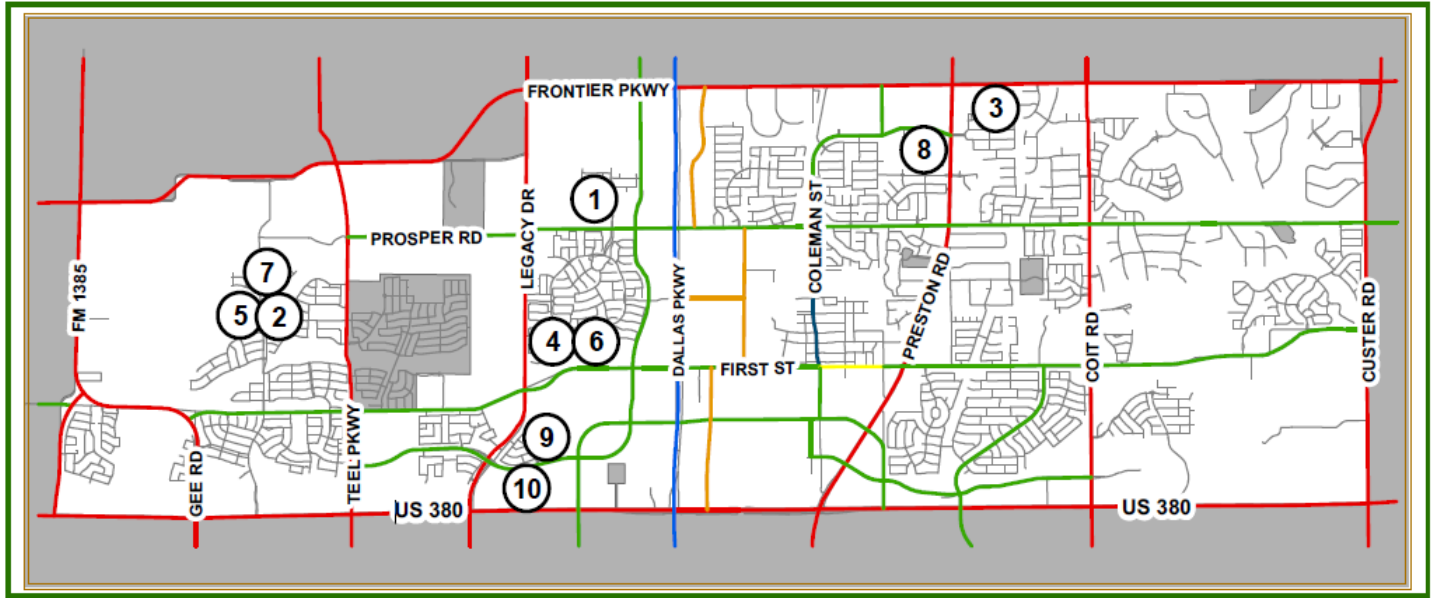 FRONTIER PKWY
3
8
1
COLEMAN ST
LEGACY DR
PROSPER RD
7
FM 1385
5
2
4
6
DALLAS PKWY
PRESTON RD
FIRST ST
COIT RD
CUSTER RD
9
TEEL PKWY
GEE RD
10
US 380
US 380